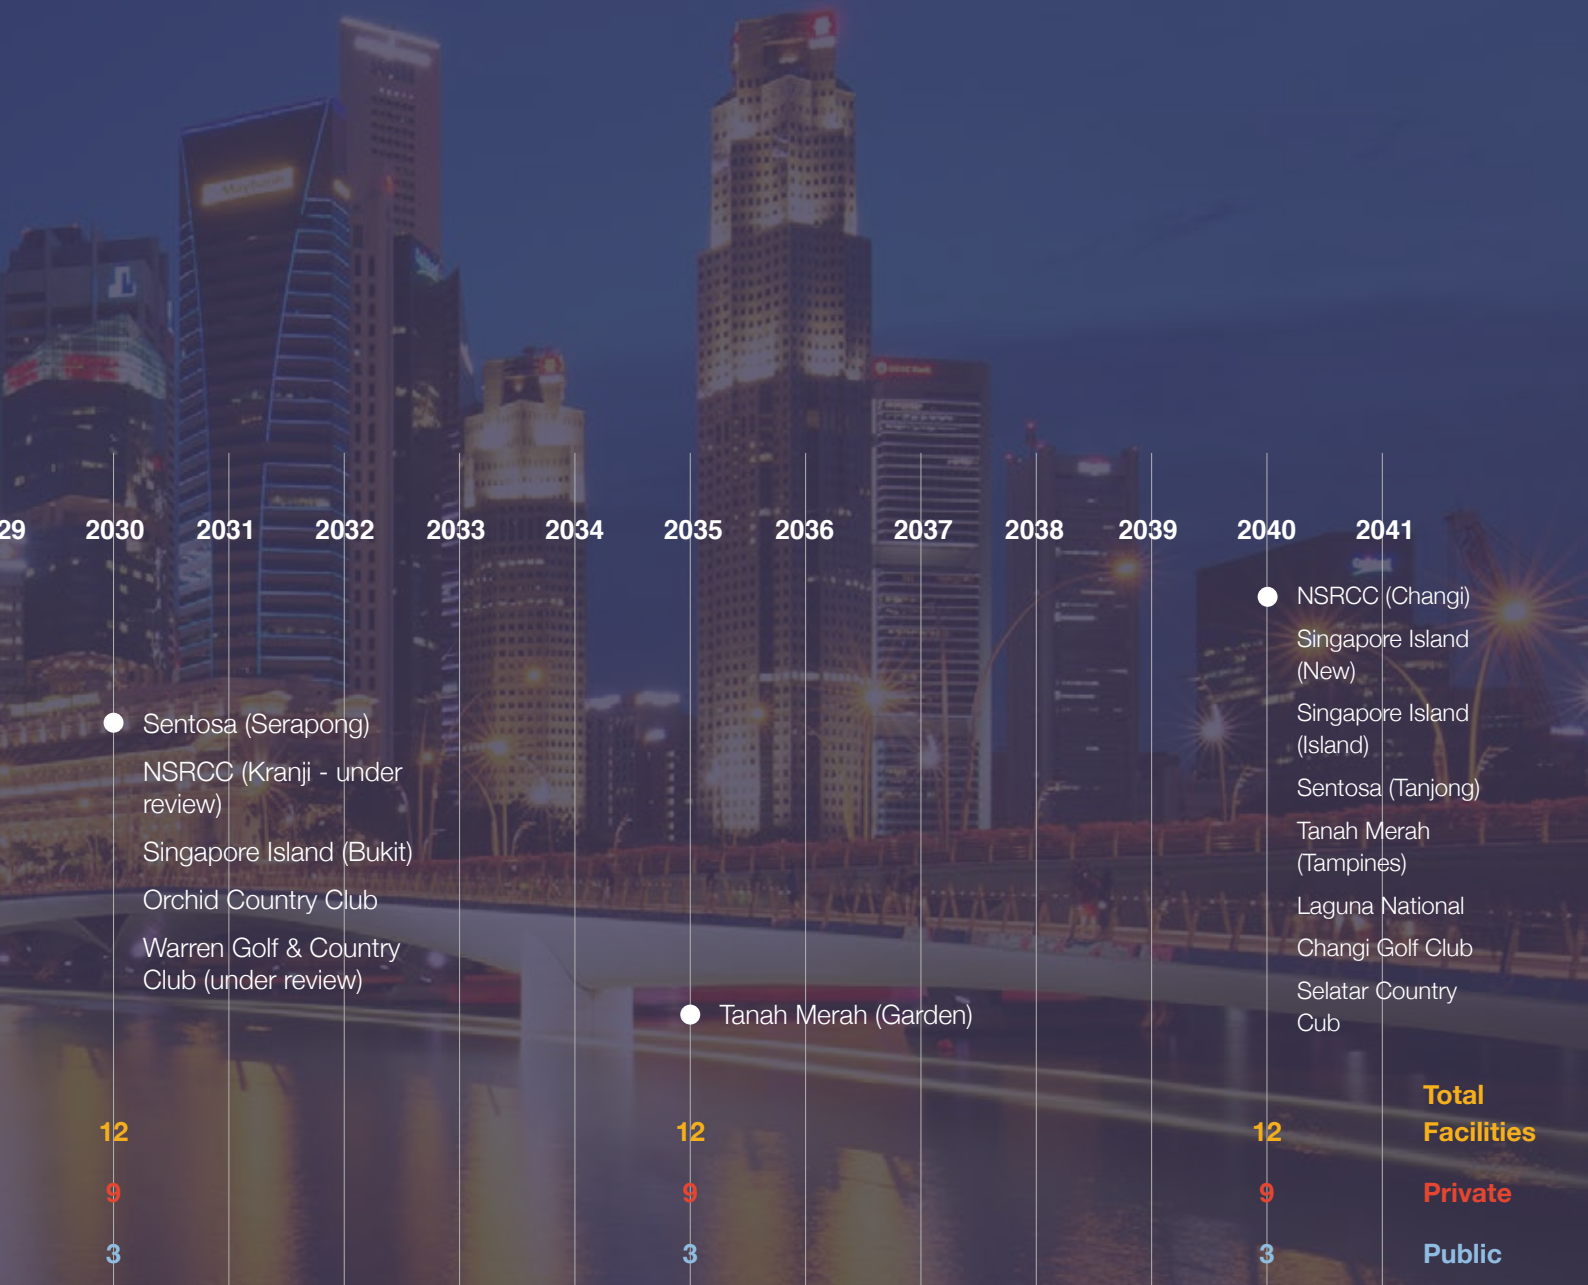 29 2030 2031 2032 2033 2034 2035 2036 2037 2038 2039 2040 2041
Sentosa (Serapong)
NSRCC (Kranji - under
review)
Singapore Island (Bukit)
Orchid Country Club
Warren Golf & Country
Club (under review)
Tanah Merah (Garden)
NSRCC (Changi)
Singapore Island
(New)
Singapore Island
(Island)
Sentosa (Tanjong)
Tanah Merah
(Tampines)
Laguna National
Changi Golf Club
Selatar Country
Cub
Total
12 12 12 Facilities
9 9 9 Private
3 3 3 Public